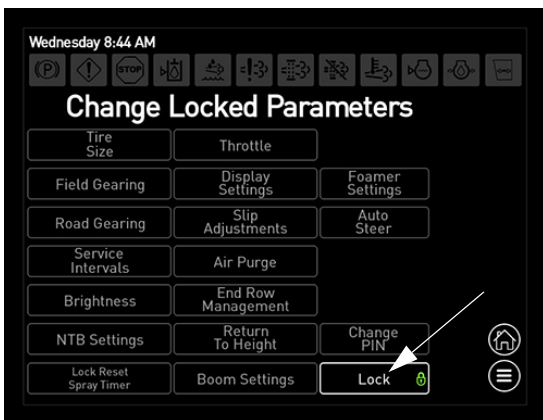 Wednesday 8:44 AM
(P) STOP
Change Locked Parameters
Tire
Size
Throttle
Field Gearing
Display
Settings
Foamer
Settings
Road Gearing
Slip
Adjustments
Auto
Steer
Service
Intervals
Air Purge
Brightness
End Row
Management
NTB Settings
Return
To Height
Change
PIN
Lock Reset
Spray Timer
Boom Settings
Lock